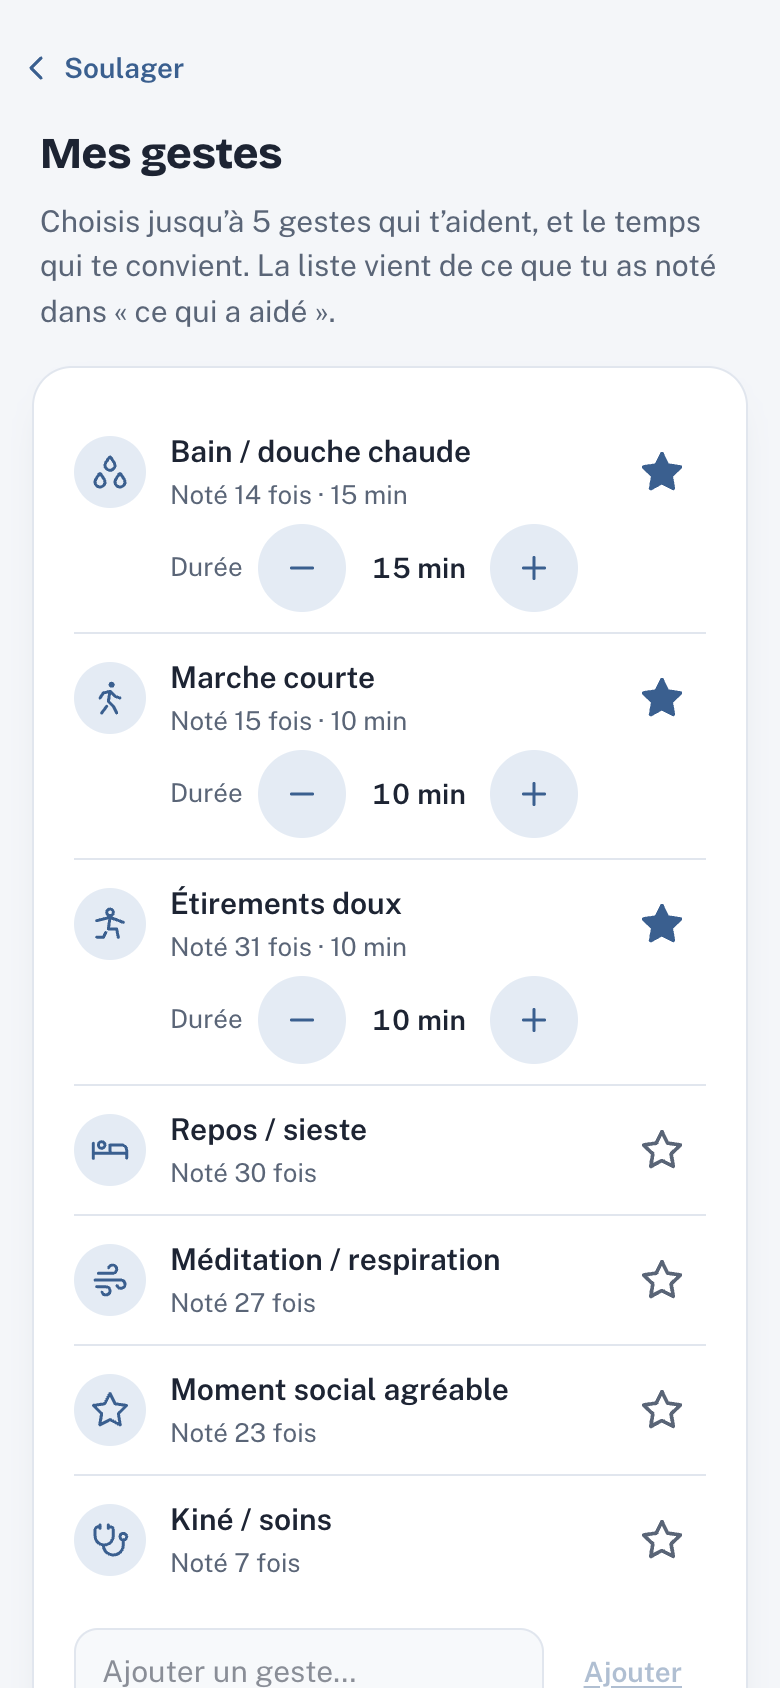 Soulager
Mes gestes
Choisis jusqu’à 5 gestes qui t’aident, et le temps
qui te convient. La liste vient de ce que tu as noté
dans « ce qui a aidé ».
Bain / douche chaude
Noté 14 fois · 15 min
Durée − 15 min +
Marche courte
Noté 15 fois · 10 min
Durée − 10 min +
Étirements doux
Noté 31 fois · 10 min
Durée − 10 min +
Repos / sieste
Noté 30 fois
Méditation / respiration
Noté 27 fois
Moment social agréable
Noté 23 fois
Kiné / soins
Noté 7 fois
Ajouter un geste... Ajouter